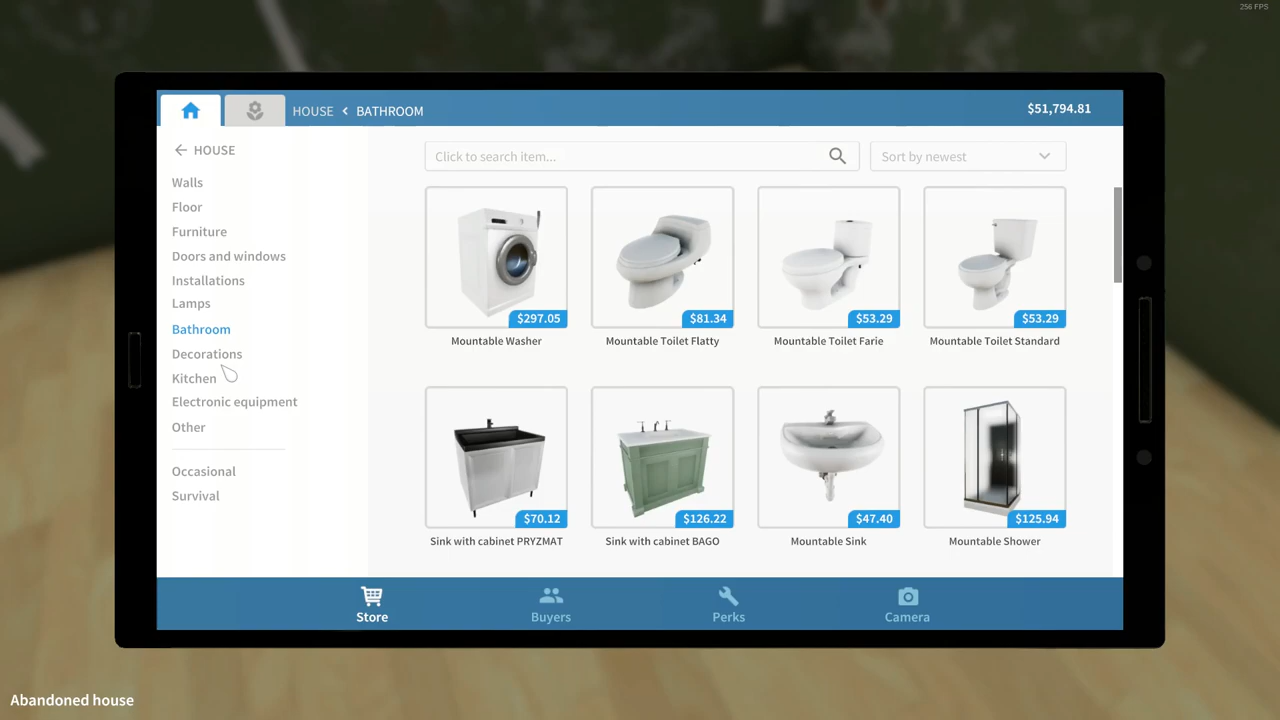 256 FPS
HOUSE < BATHROOM
$51,794.81
HOUSE
Walls
Floor
Furniture
Doors and windows
Installations
Lamps
Bathroom
Decorations
Kitchen
Electronic equipment
Other
Occasional
Survival
Click to search item...
Sort by newest
$297.05
$81.34
$53.29
$53.29
Mountable Washer
Mountable Toilet Flatty
Mountable Toilet Farie
Mountable Toilet Standard
$70.12
$126.22
$47.40
$125.94
Sink with cabinet PRYZMAT
Sink with cabinet BAGO
Mountable Sink
Mountable Shower
Store
Buyers
Perks
Camera
Abandoned house